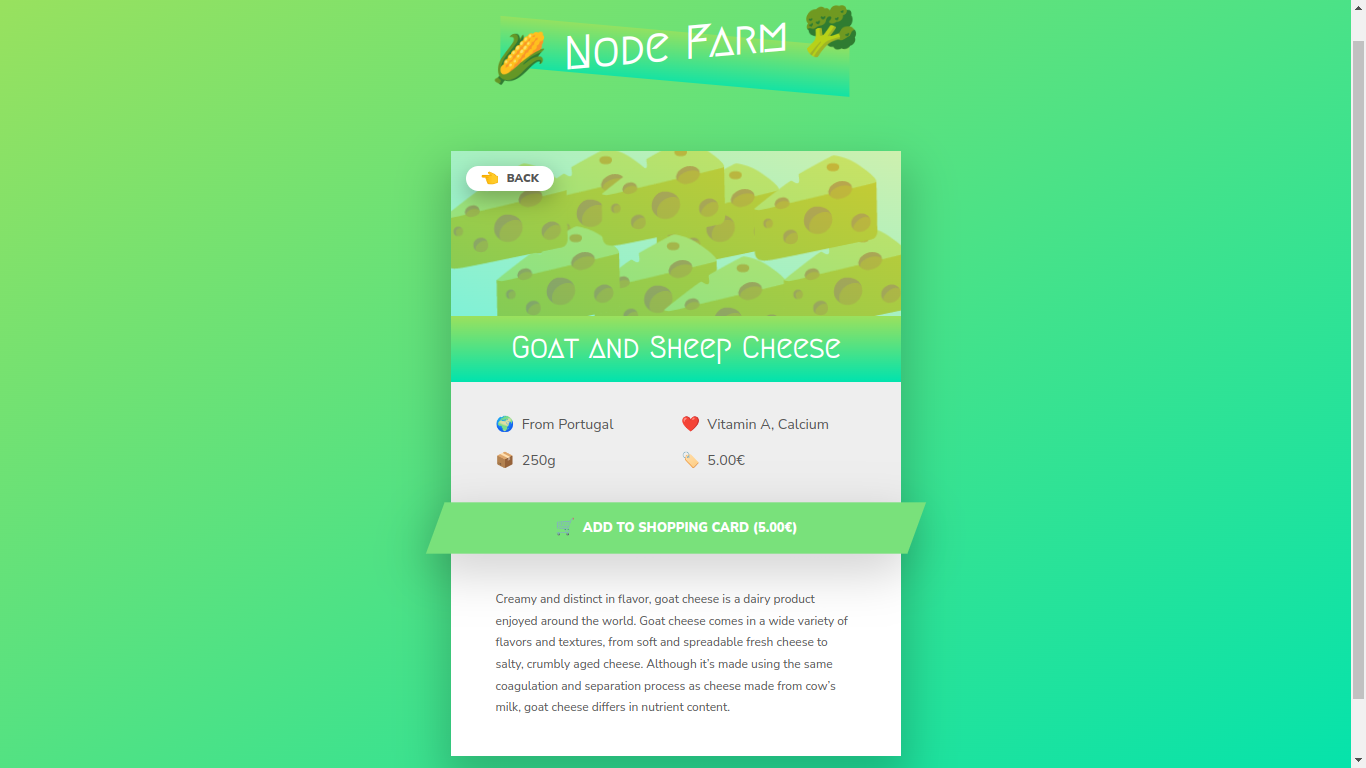 Node Farm
BACK
Goat and Sheep Cheese
From Portugal
Vitamin A, Calcium
250g
5.00€
ADD TO SHOPPING CARD (5.00€)
Creamy and distinct in flavor, goat cheese is a dairy product
enjoyed around the world. Goat cheese comes in a wide variety of
flavors and textures, from soft and spreadable fresh cheese to
salty, crumbly aged cheese. Although it’s made using the same
coagulation and separation process as cheese made from cow’s
milk, goat cheese differs in nutrient content.